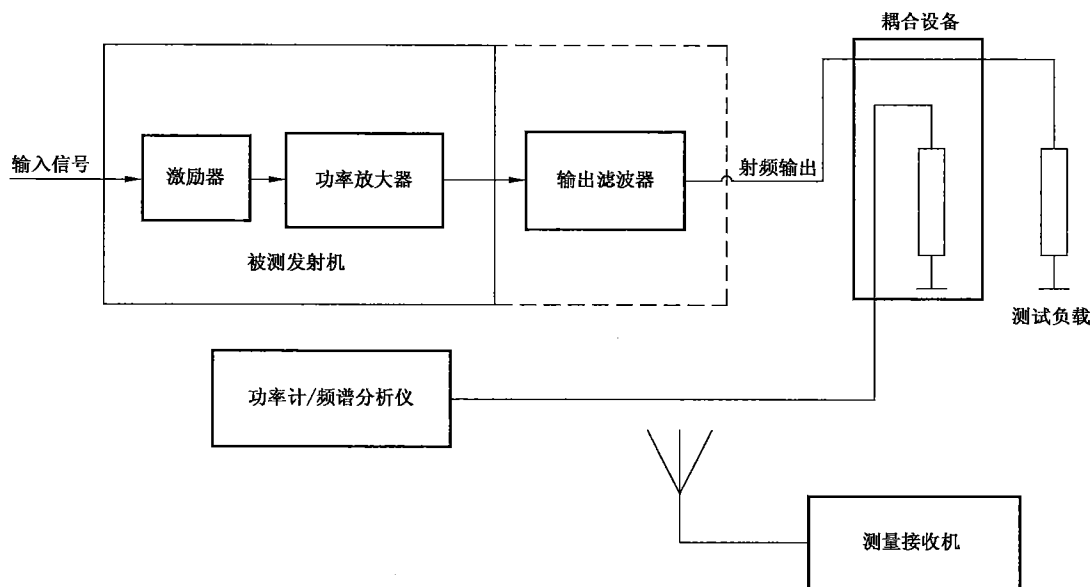 耦合设备
输入信号
激励器
功率放大器
输出滤波器
射频输出
被测发射机
测试负载
功率计/频谱分析仪
测量接收机